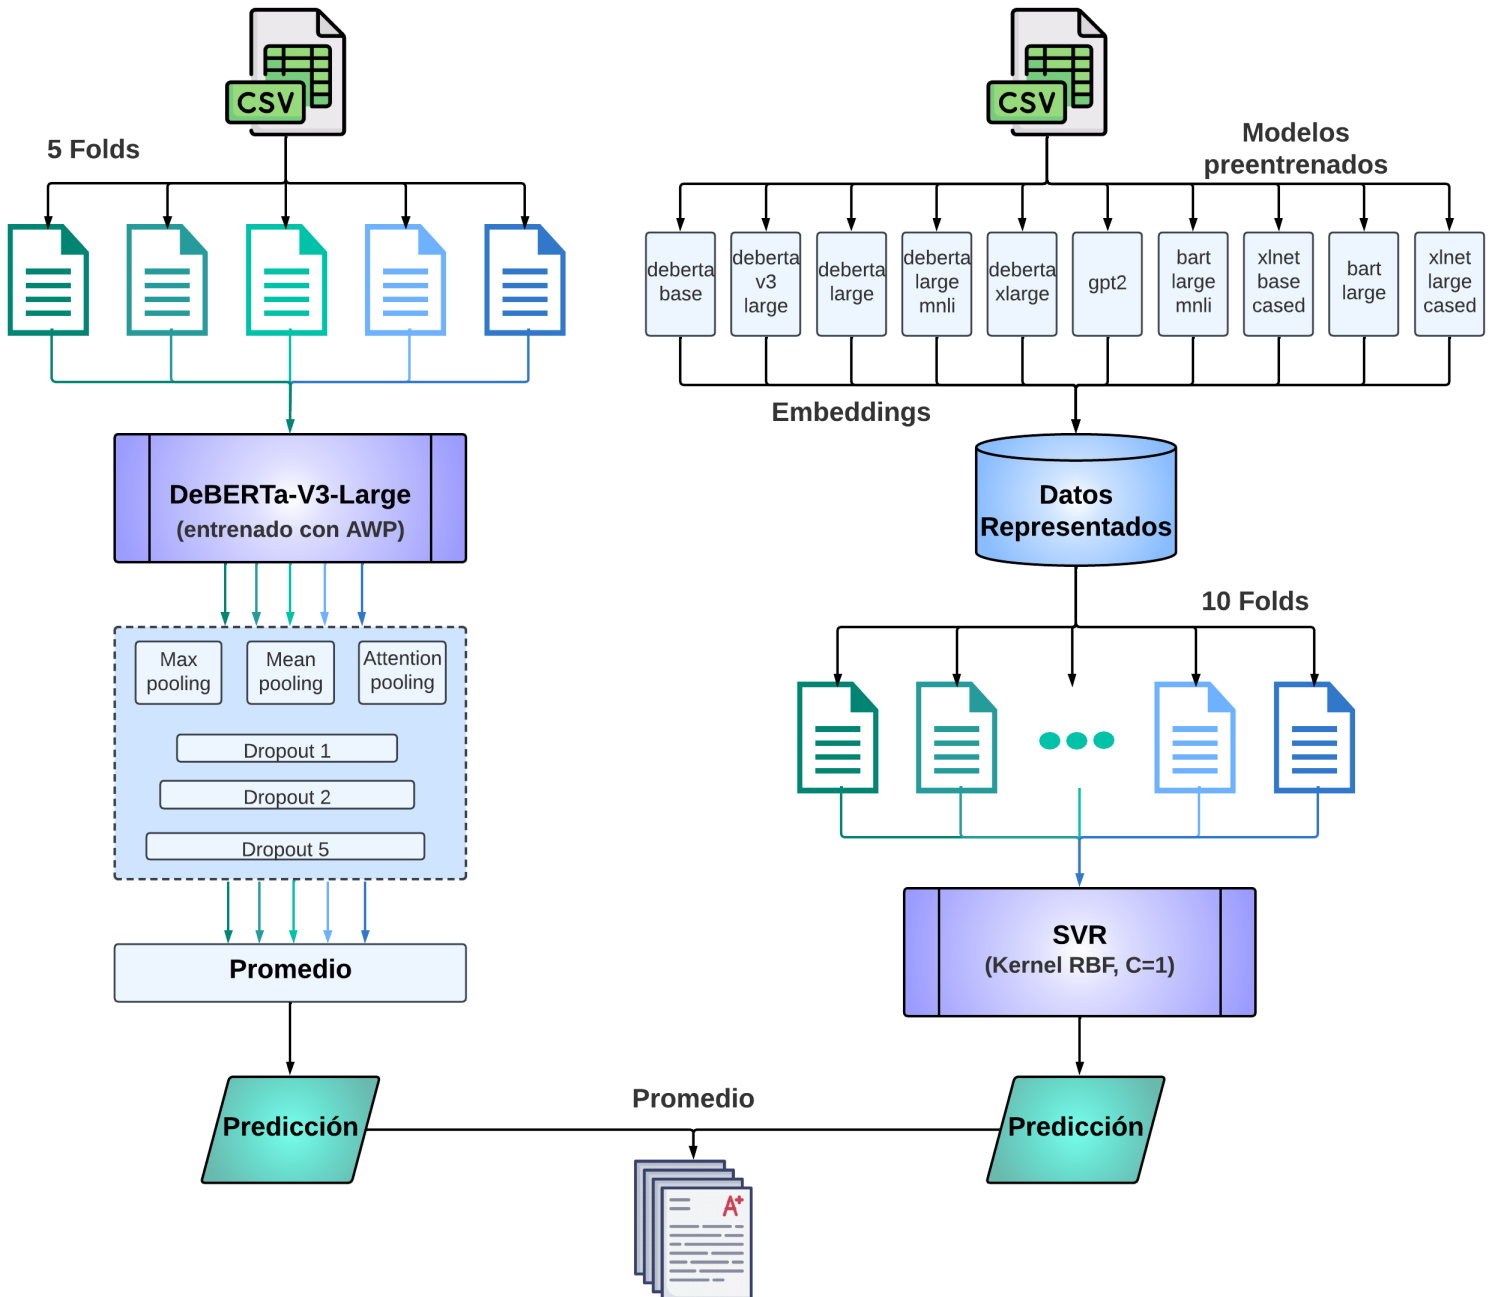 CSV
5 Folds
DeBERTa-V3-Large
(entrenado con AWP)
Max
pooling
Mean
pooling
Attention
pooling
Dropout 1
Dropout 2
Dropout 5
Promedio
Predicción
CSV
Modelos
preentrenados
deberta
base
deberta
v3
large
deberta
large
deberta
large
mnli
deberta
xlarge
gpt2
bart
large
mnli
xlnet
base
cased
bart
large
xlnet
large
cased
Embeddings
Datos
Representados
10 Folds
SVR
(Kernel RBF, C=1)
Predicción
Promedio
A+